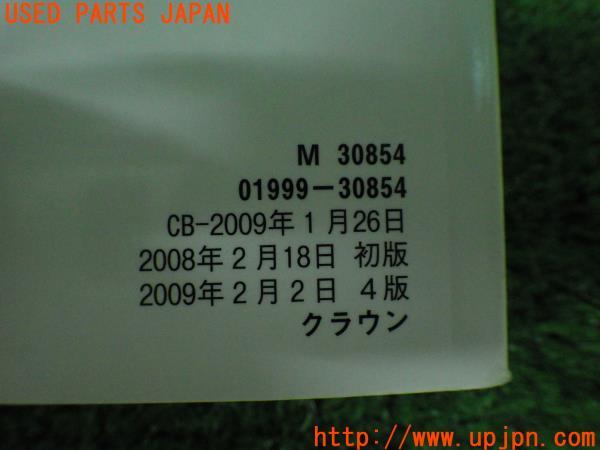 USED PARTS JAPAN
M 30854
01999-30854
CB-2009年1月26日
2008年2月18日 初版
2009年2月2日 4版
クラウン
http://www.upjpn.com/